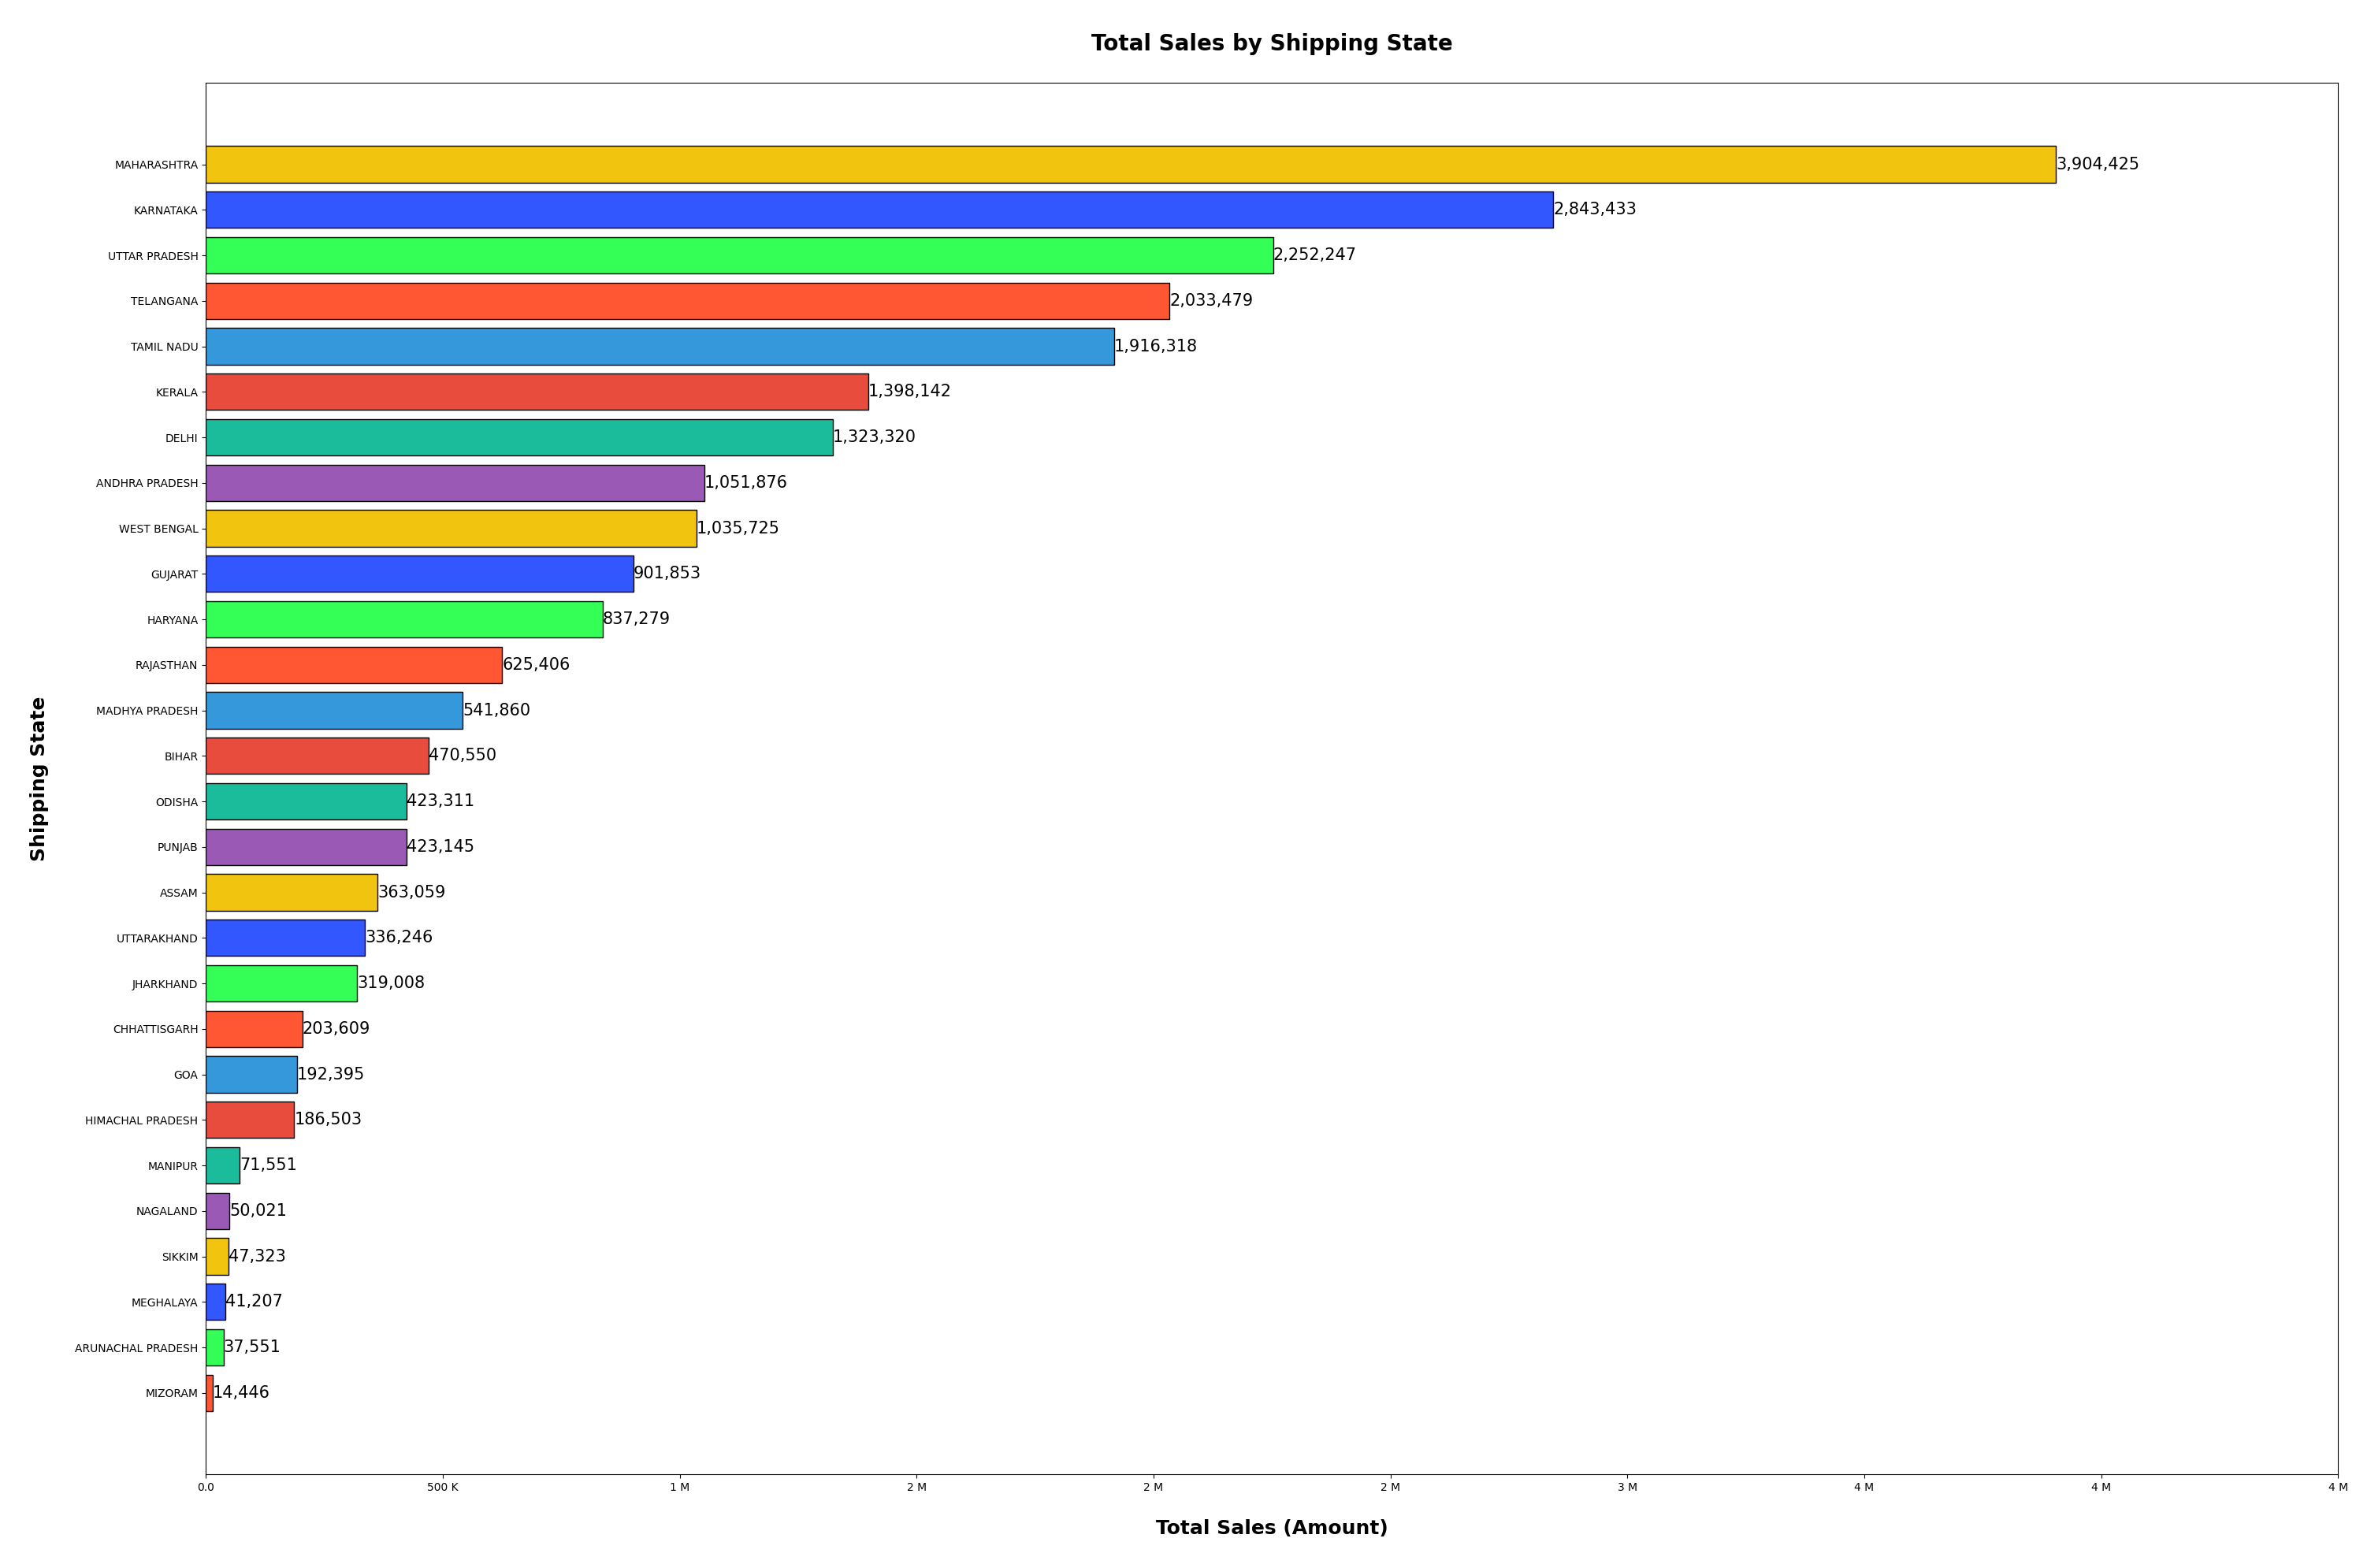 Total Sales by Shipping State
MAHARASHTRA 3,904,425
KARNATAKA 2,843,433
UTTAR PRADESH 2,252,247
TELANGANA 2,033,479
TAMIL NADU 1,916,318
KERALA 1,398,142
DELHI 1,323,320
ANDHRA PRADESH 1,051,876
WEST BENGAL 1,035,725
GUJARAT 901,853
HARYANA 837,279
RAJASTHAN 625,406
MADHYA PRADESH 541,860
BIHAR 470,550
ODISHA 423,311
PUNJAB 423,145
ASSAM 363,059
UTTARAKHAND 336,246
JHARKHAND 319,008
CHHATTISGARH 203,609
GOA 192,395
HIMACHAL PRADESH 186,503
MANIPUR 71,551
NAGALAND 50,021
SIKKIM 47,323
MEGHALAYA 41,207
ARUNACHAL PRADESH 37,551
MIZORAM 14,446
Shipping State
0.0 500 K 1 M 2 M 2 M 2 M 3 M 4 M 4 M 4 M
Total Sales (Amount)